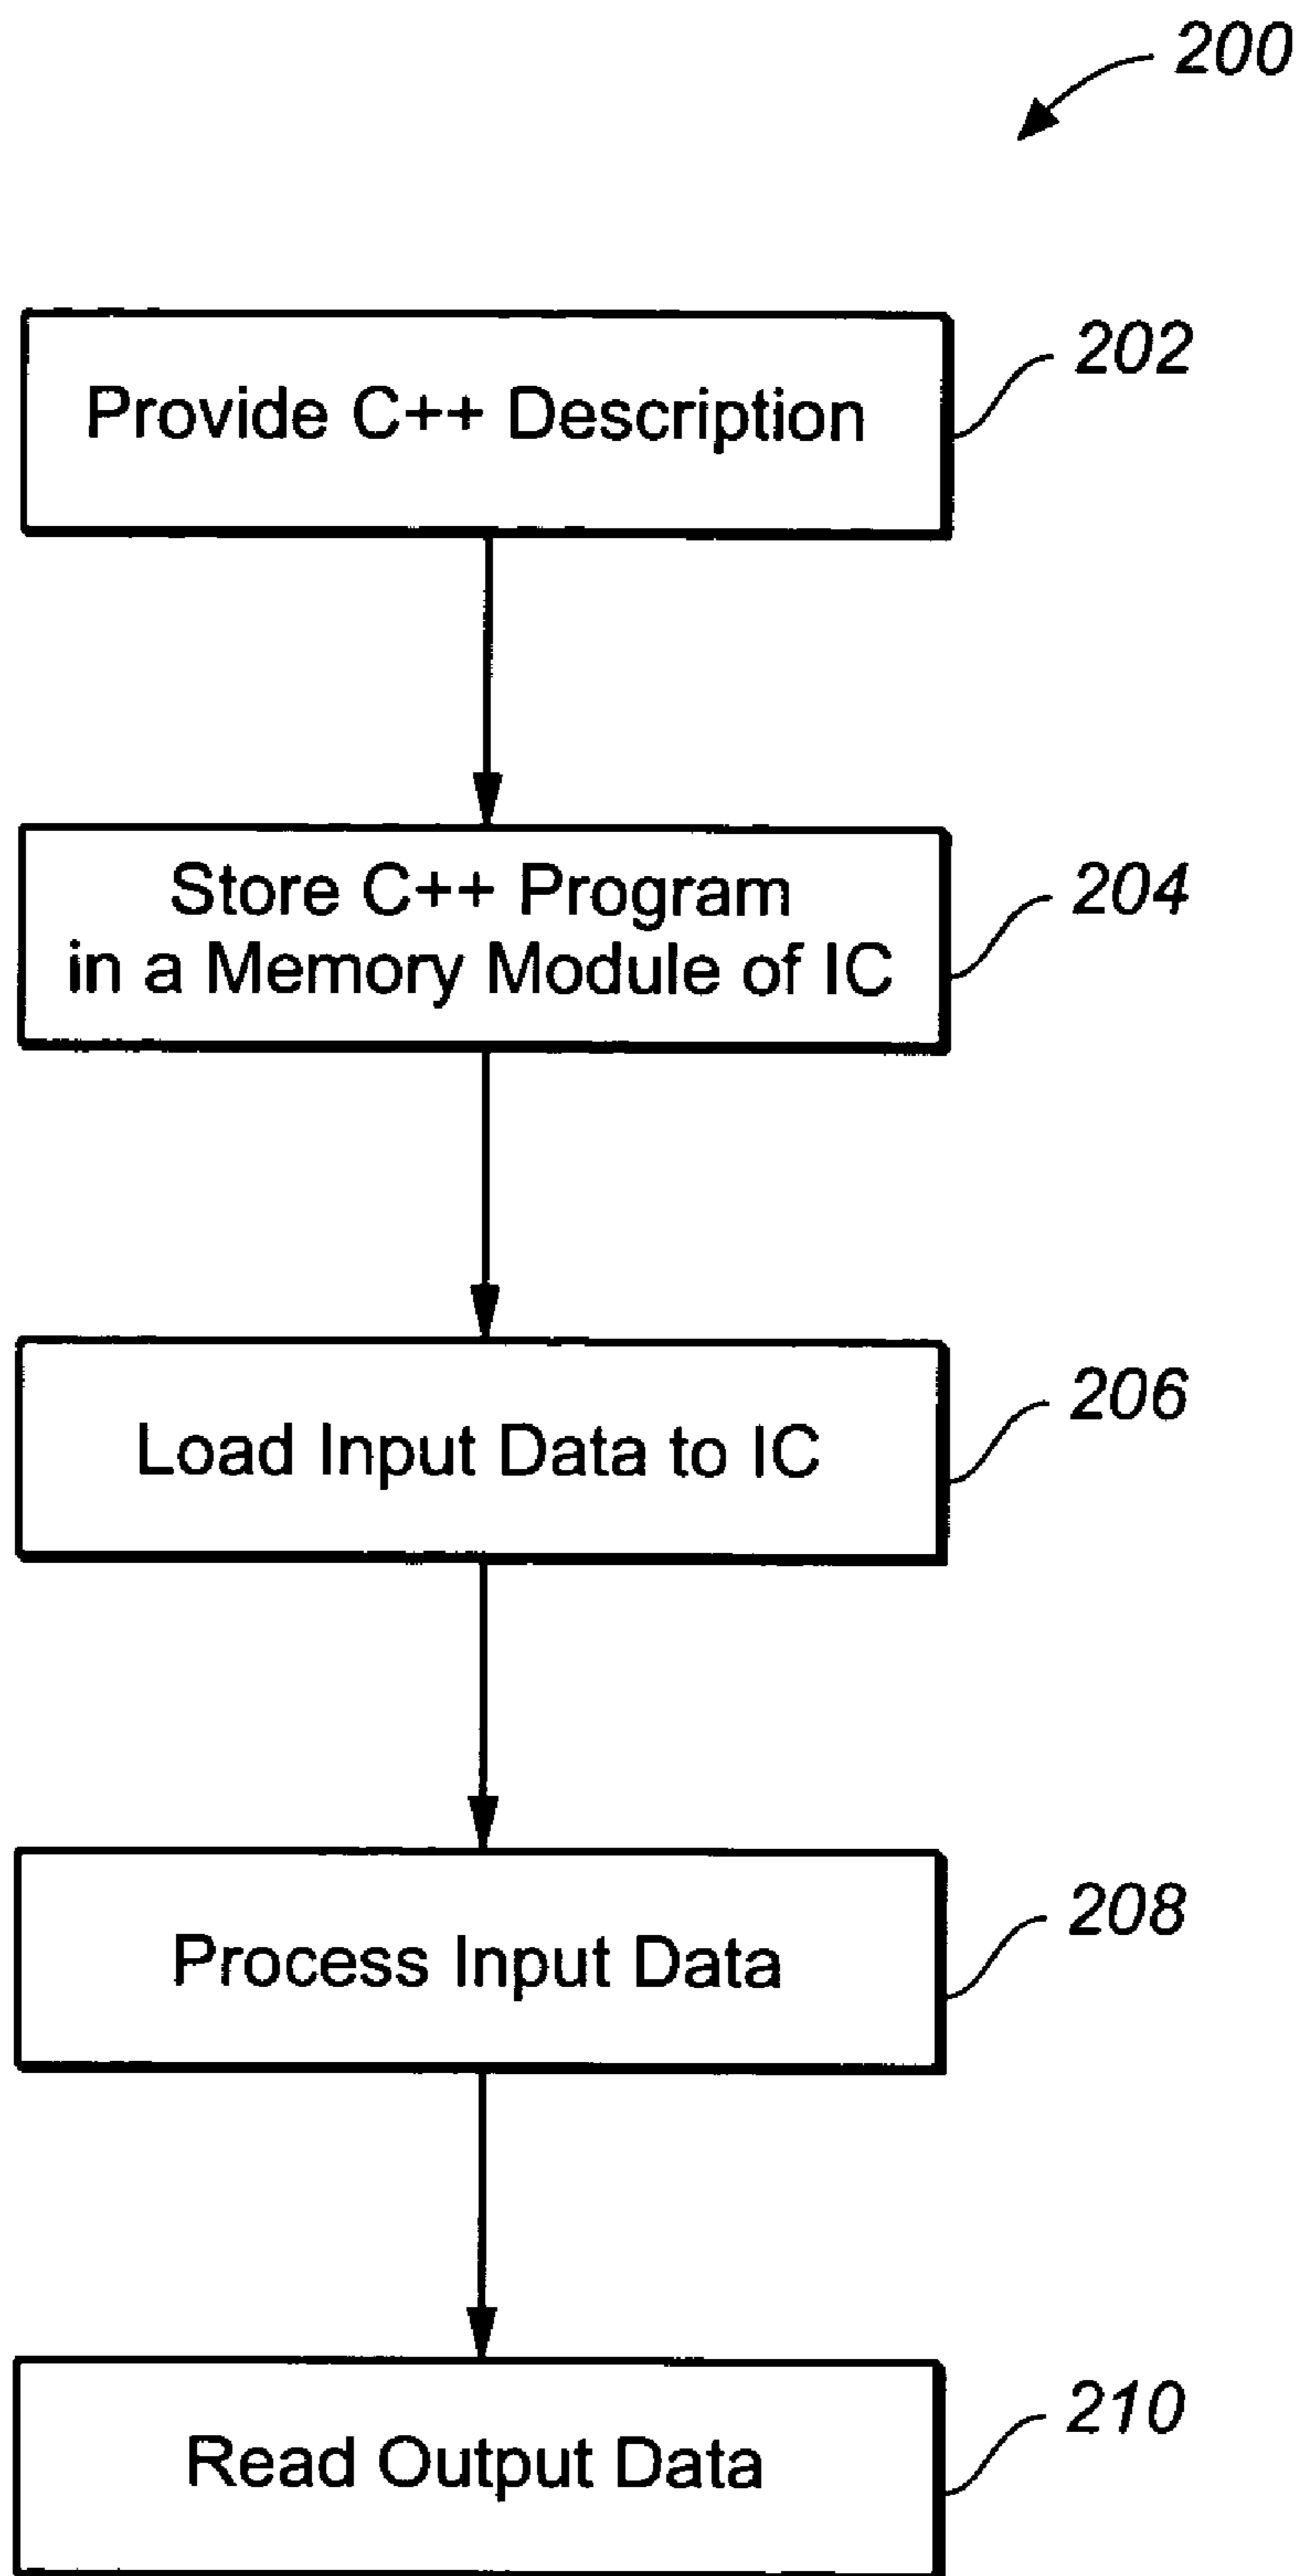 200
Provide C++ Description
202
Store C++ Program
in a Memory Module of IC
204
Load Input Data to IC
206
Process Input Data
208
Read Output Data
210